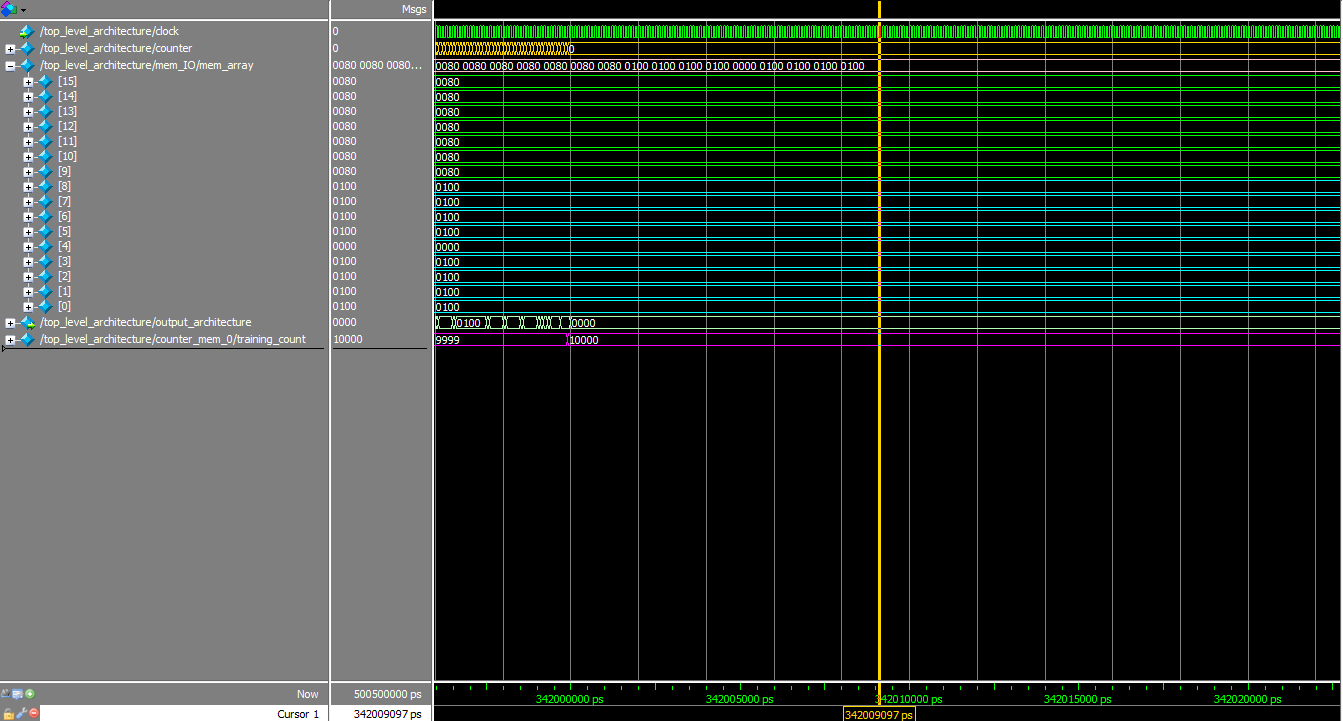 Msgs
/top_level_architecture/clock 0
/top_level_architecture/counter 0 0
/top_level_architecture/mem_IO/mem_array 0080 0080 0080... 0080 0080 0080 0080 0080 0080 0080 0100 0100 0100 0100 0000 0100 0100 0100 0100
[15] 0080 0080
[14] 0080 0080
[13] 0080 0080
[12] 0080 0080
[11] 0080 0080
[10] 0080 0080
[9] 0080 0080
[8] 0100 0100
[7] 0100 0100
[6] 0100 0100
[5] 0100 0100
[4] 0000 0000
[3] 0100 0100
[2] 0100 0100
[1] 0100 0100
[0] 0100 0100
/top_level_architecture/output_architecture 0000 0100 0000
/top_level_architecture/counter_mem_0/training_count 10000 9999 10000
Now 500500000 ps 342000000 ps 342005000 ps 342010000 ps 342015000 ps 342020000 ps
Cursor 1 342009097 ps 342009097 ps